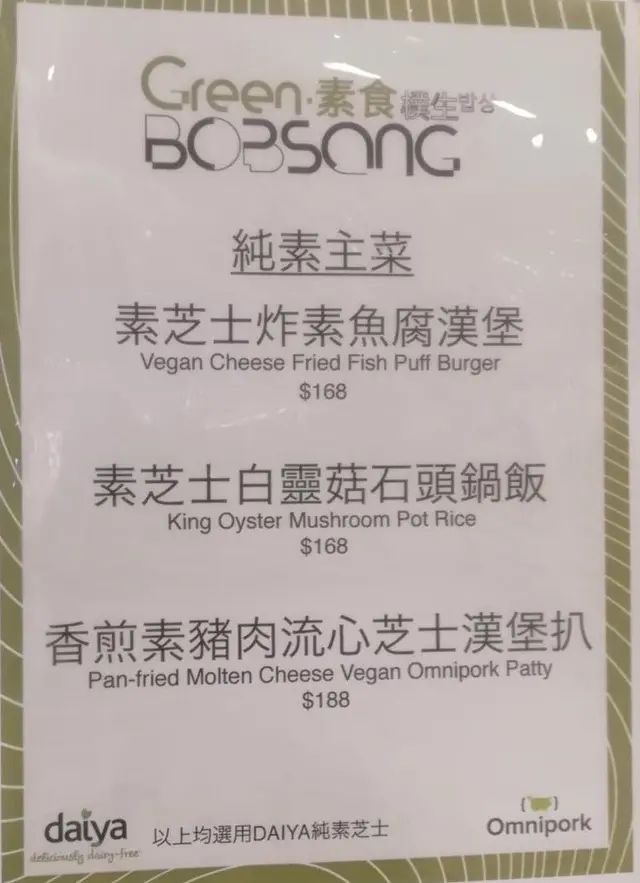 Green·素食 樸生밥상
BOBSANG
純素主菜
素芝士炸素魚腐漢堡
Vegan Cheese Fried Fish Puff Burger
$168
素芝士白靈菇石頭鍋飯
King Oyster Mushroom Pot Rice
$168
香煎素豬肉流心芝士漢堡扒
Pan-fried Molten Cheese Vegan Omnipork Patty
$188
daiya
deliciously dairy-free
以上均選用DAIYA純素芝士
Omnipork